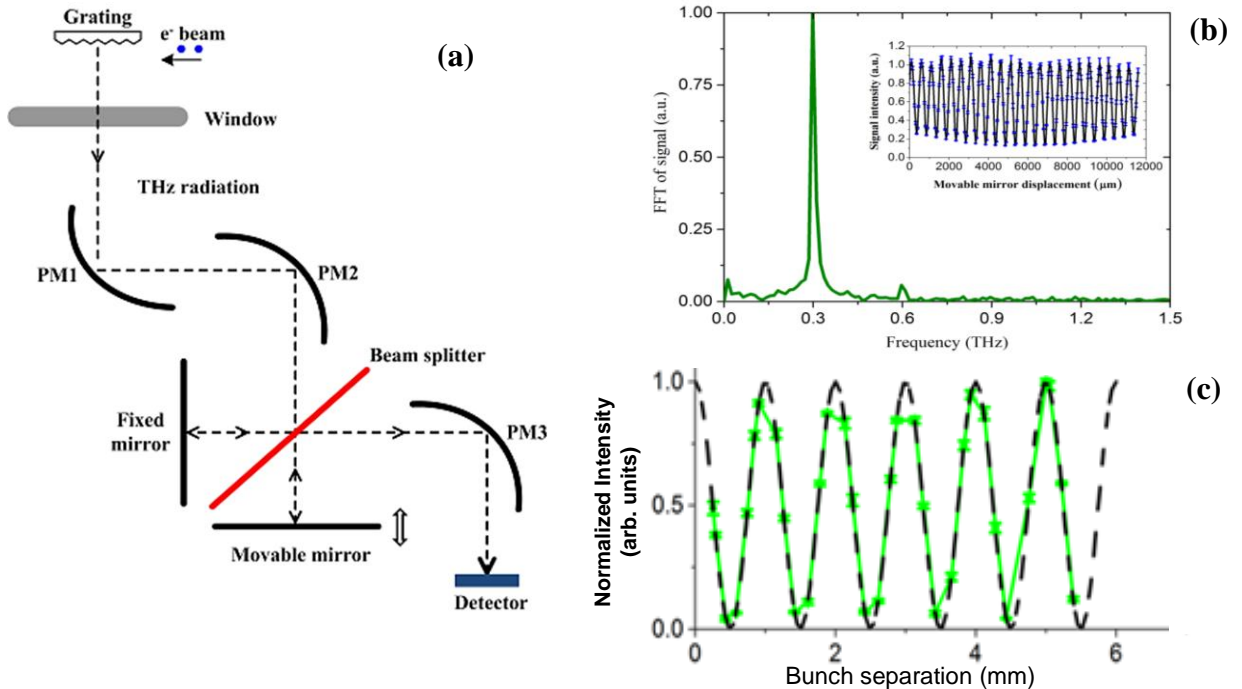 Grating
e⁻ beam
(a)
Window
THz radiation
PM1
PM2
Beam splitter
Fixed
mirror
PM3
Movable mirror
Detector
(b)
1.00
0.75
0.50
0.25
0.00
FFT of signal (a.u.)
0.0 0.3 0.6 0.9 1.2 1.5
Frequency (THz)
1.2
1.0
0.8
0.6
0.4
0.2
0.0
Signal intensity (a.u.)
0 2000 4000 6000 8000 10000 12000
Movable mirror displacement (μm)
(c)
1.0
0.5
0.0
Normalized Intensity
(arb. units)
0 2 4 6
Bunch separation (mm)